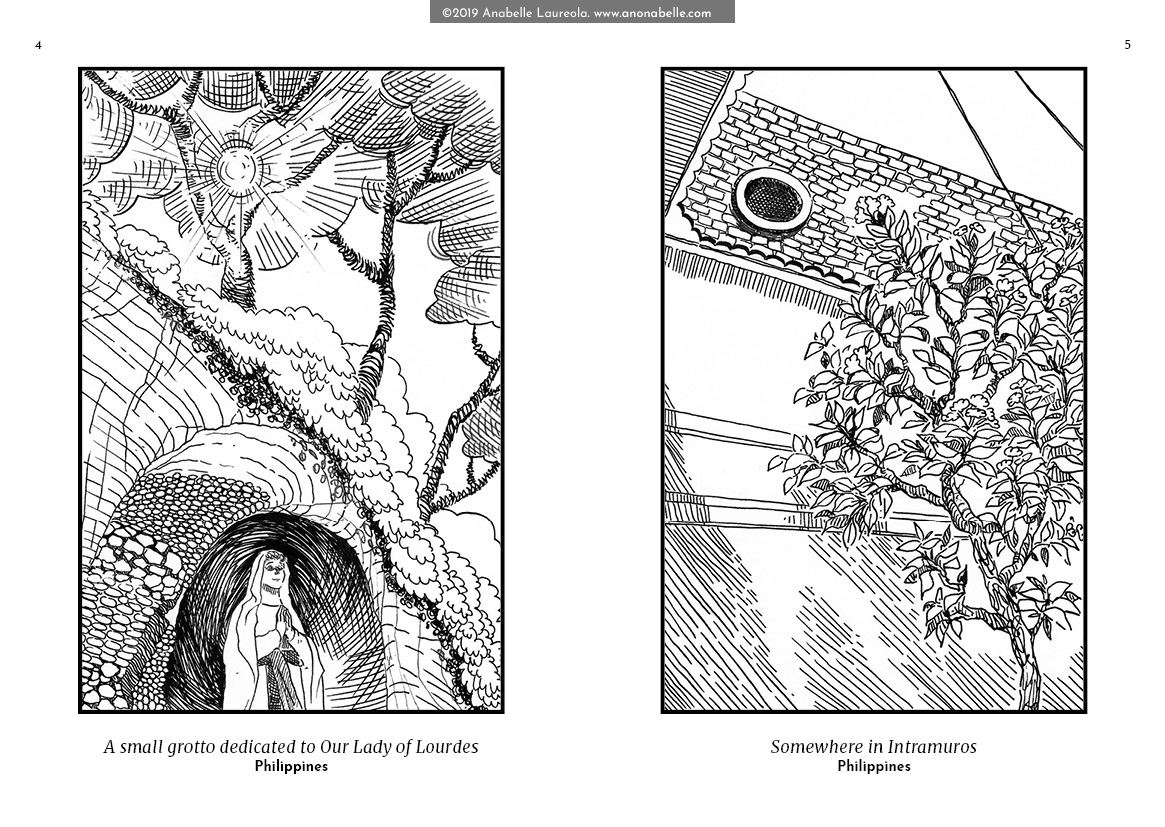 ©2019 Anabelle Laureola. www.anonabelle.com
4
5
A small grotto dedicated to Our Lady of Lourdes
Philippines
Somewhere in Intramuros
Philippines